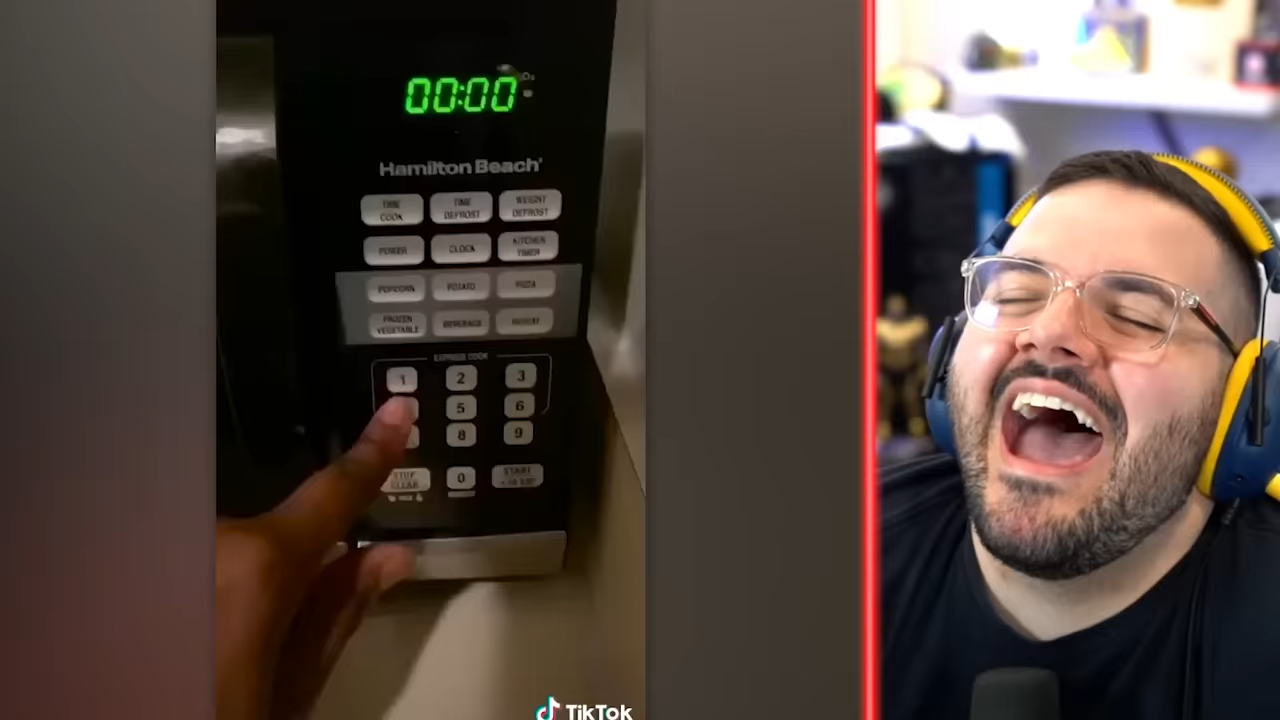 00:00
Hamilton Beach
TIME COOK
TIME DEFROST
WEIGHT DEFROST
POWER
CLOCK
KITCHEN TIMER
POPCORN
POTATO
PIZZA
FROZEN VEGETABLE
BEVERAGE
REHEAT
EXPRESS COOK
1 2 3
5 6
8 9
STOP CLEAR
0
START
TikTok